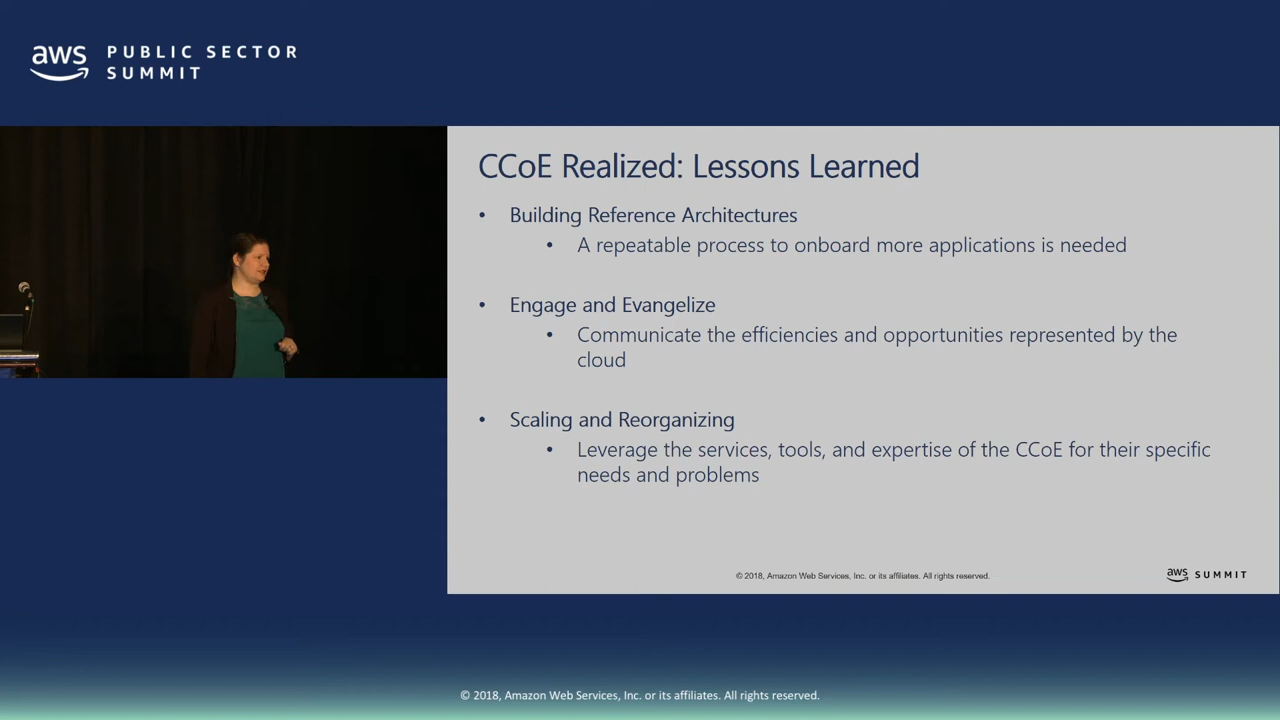 aws PUBLIC SECTOR
SUMMIT
CCoE Realized: Lessons Learned
• Building Reference Architectures
• A repeatable process to onboard more applications is needed
• Engage and Evangelize
• Communicate the efficiencies and opportunities represented by the
cloud
• Scaling and Reorganizing
• Leverage the services, tools, and expertise of the CCoE for their specific
needs and problems
© 2018, Amazon Web Services, Inc. or its affiliates. All rights reserved.
aws SUMMIT
© 2018, Amazon Web Services, Inc. or its affiliates. All rights reserved.